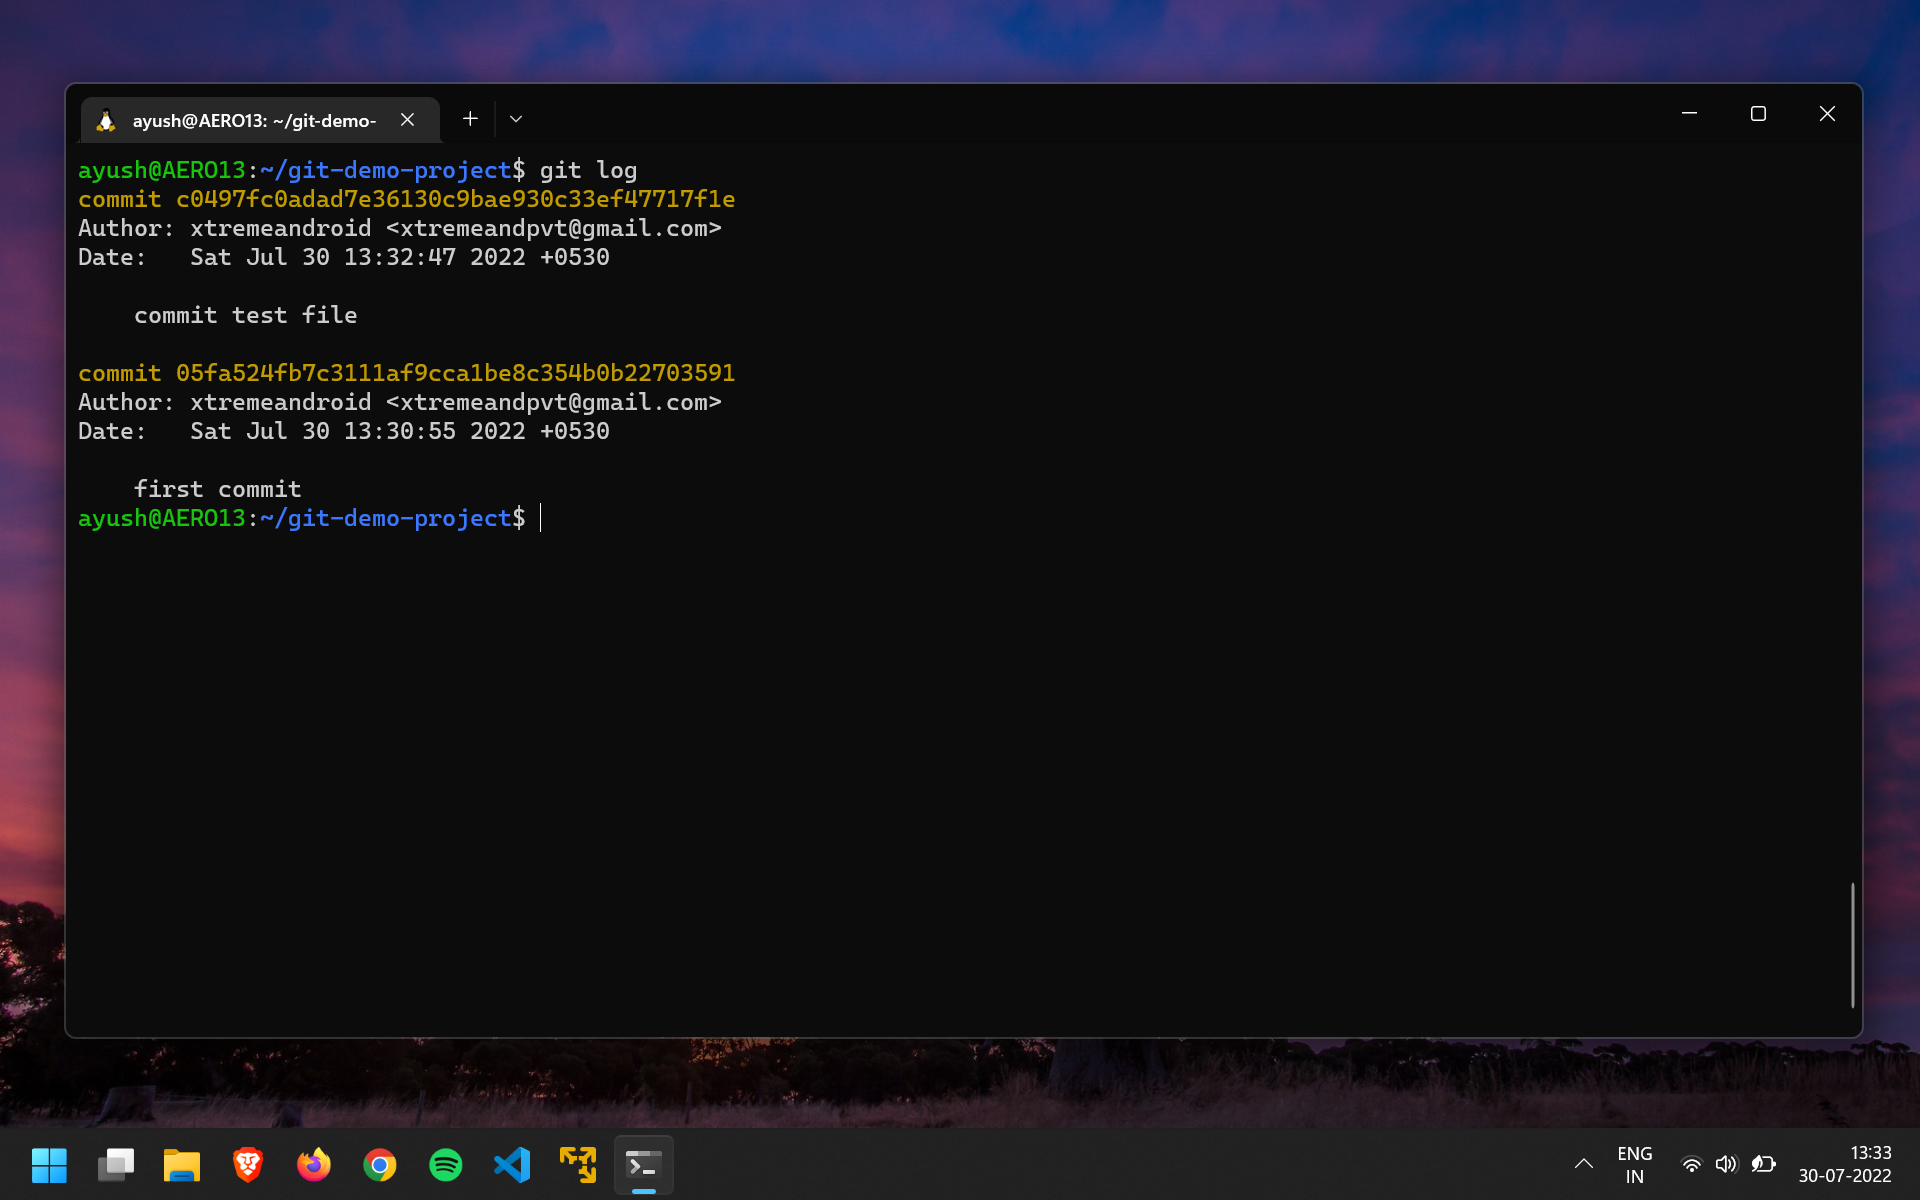 ayush@AERO13: ~/git-demo-
ayush@AERO13:~/git-demo-project$ git log
commit c0497fc0adad7e36130c9bae930c33ef47717f1e
Author: xtremeandroid <xtremeandpvt@gmail.com>
Date:   Sat Jul 30 13:32:47 2022 +0530
commit test file
commit 05fa524fb7c3111af9cca1be8c354b0b22703591
Author: xtremeandroid <xtremeandpvt@gmail.com>
Date:   Sat Jul 30 13:30:55 2022 +0530
first commit
ayush@AERO13:~/git-demo-project$
ENG
IN
13:33
30-07-2022